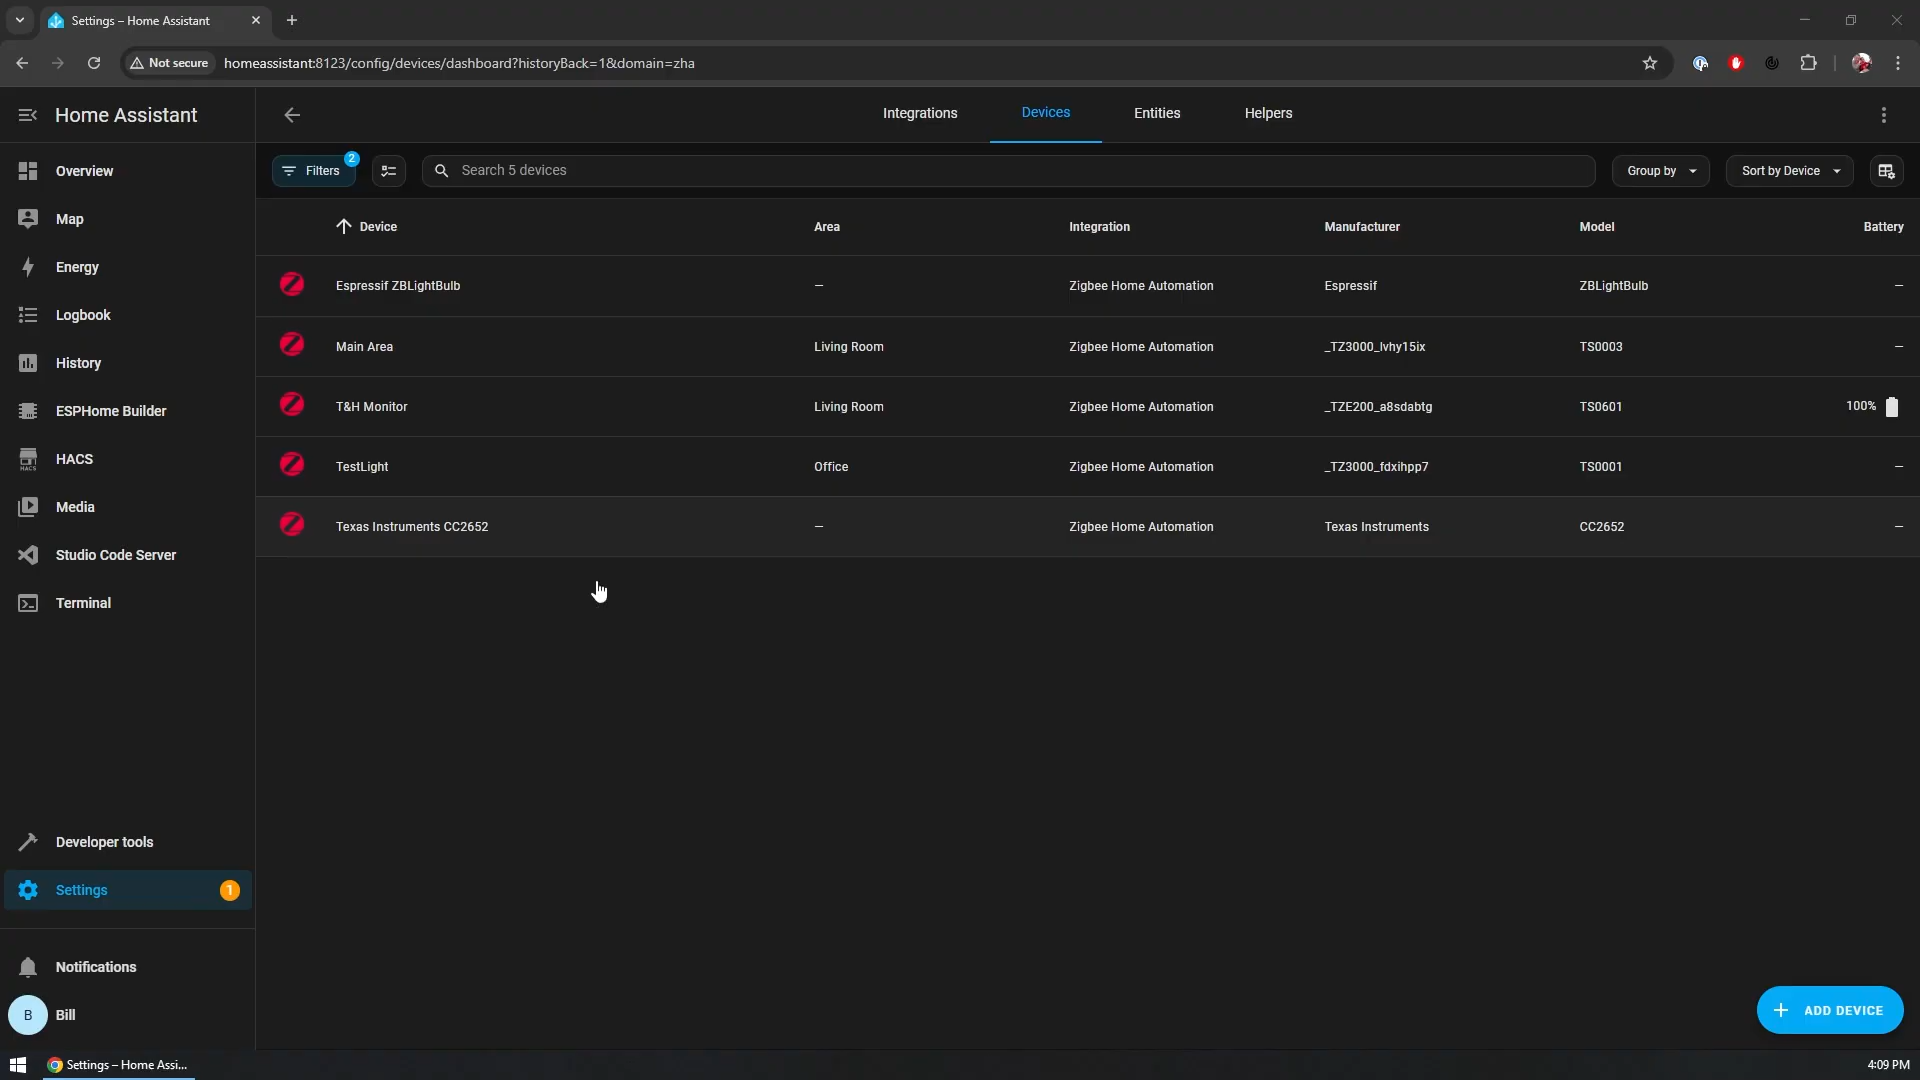 Settings – Home Assistant
Not secure
homeassistant:8123/config/devices/dashboard?historyBack=1&domain=zha
Home Assistant
Integrations
Devices
Entities
Helpers
Overview
Map
Energy
Logbook
History
ESPHome Builder
HACS
HACS
Media
Studio Code Server
Terminal
Developer tools
Settings
1
Notifications
B
Bill
Filters
2
Search 5 devices
Group by
Sort by Device
Device Area Integration Manufacturer Model Battery
Espressif ZBLightBulb – Zigbee Home Automation Espressif ZBLightBulb –
Main Area Living Room Zigbee Home Automation _TZ3000_lvhy15ix TS0003 –
T&H Monitor Living Room Zigbee Home Automation _TZE200_a8sdabtg TS0601 100%
TestLight Office Zigbee Home Automation _TZ3000_fdxihpp7 TS0001 –
Texas Instruments CC2652 – Zigbee Home Automation Texas Instruments CC2652 –
ADD DEVICE
Settings – Home Assi...
4:09 PM